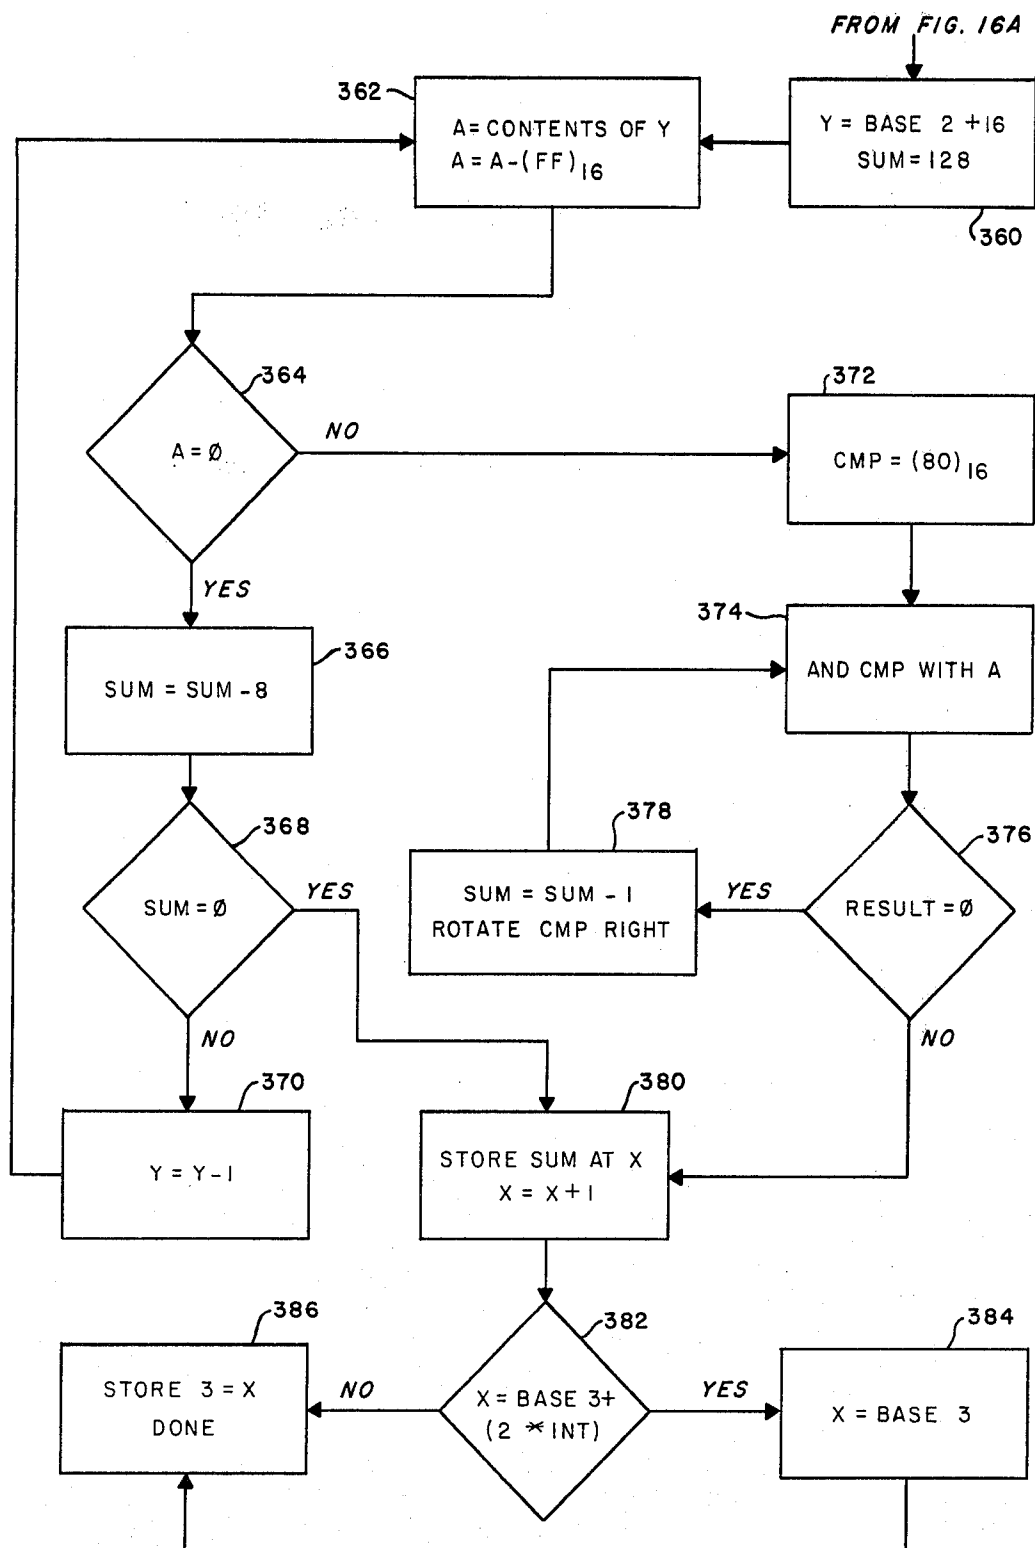 FROM FIG. 16A
362
A = CONTENTS OF Y
A = A-(FF)16
Y = BASE 2 +16
SUM = 128
360
364
A = Ø
NO
YES
372
CMP = (80)16
366
SUM = SUM - 8
374
AND CMP WITH A
368
SUM = Ø
YES
NO
378
SUM = SUM - 1
ROTATE CMP RIGHT
YES
376
RESULT = Ø
NO
370
Y = Y - 1
380
STORE SUM AT X
X = X + 1
386
STORE 3 = X
DONE
NO
382
X = BASE 3+
(2 * INT)
YES
384
X = BASE 3